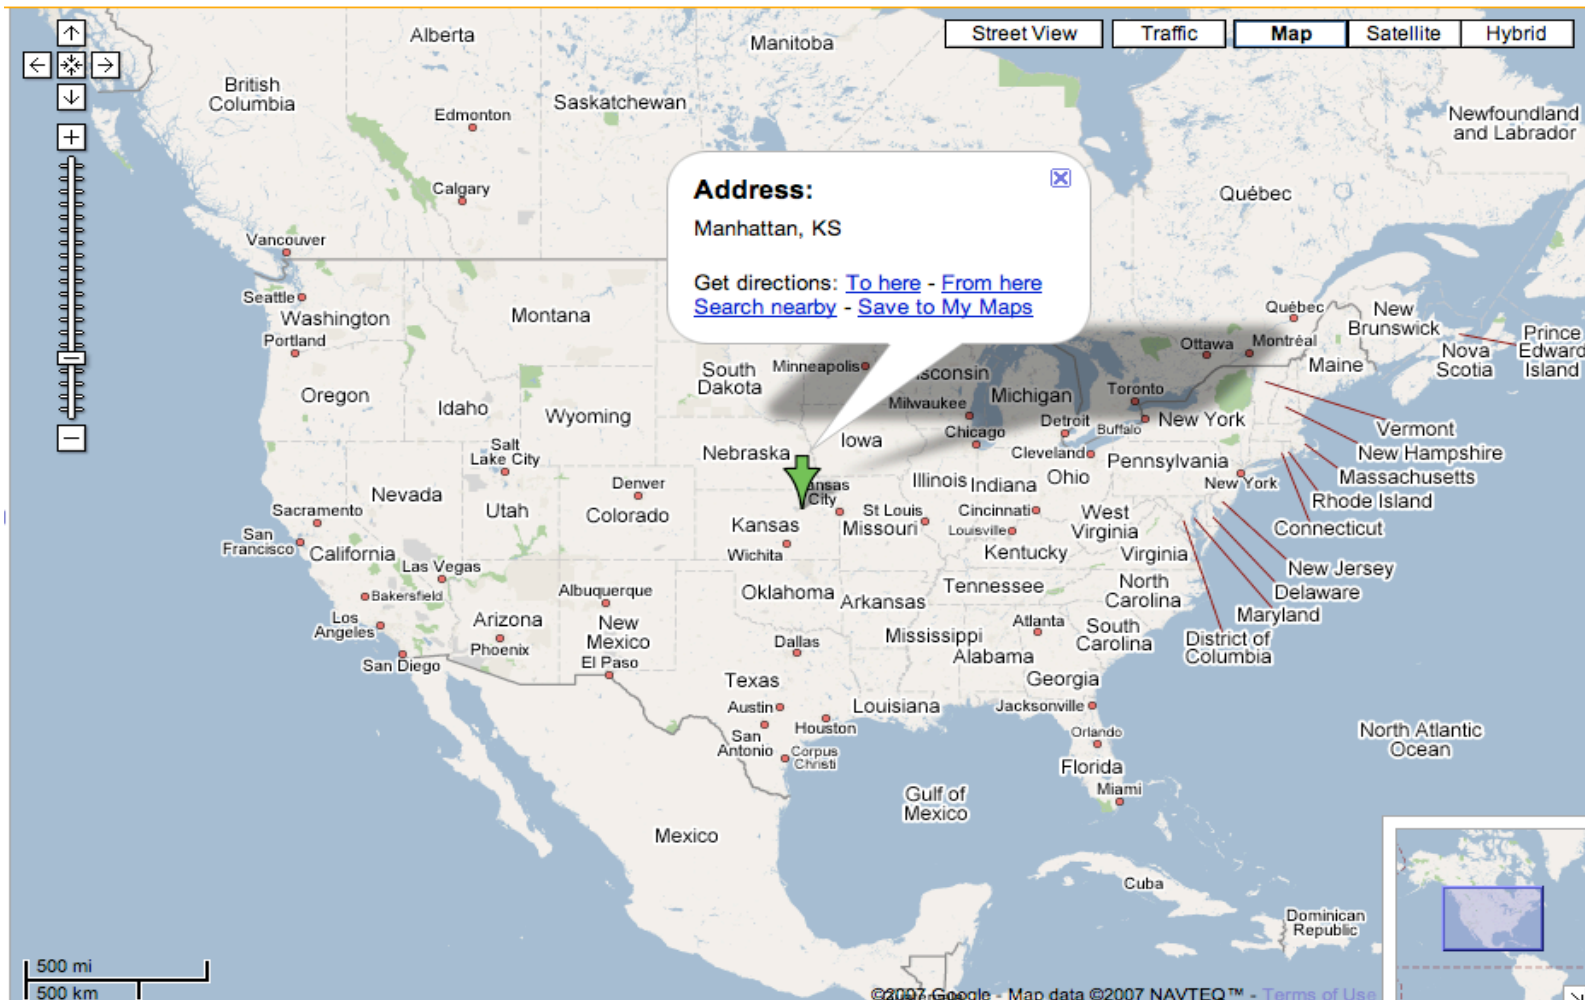 Street View
Traffic
Map
Satellite
Hybrid
Alberta
Manitoba
British
Columbia
Saskatchewan
Edmonton
Newfoundland
and Labrador
Calgary
Québec
Address:
Manhattan, KS
Get directions: To here - From here
Search nearby - Save to My Maps
Vancouver
Seattle
Washington
Montana
Portland
Québec
New
Brunswick
Prince
Edward
Island
Nova
Scotia
Ottawa
Montréal
Maine
South
Dakota
Minneapolis
sconsin
Michigan
Toronto
Oregon
Idaho
Wyoming
Milwaukee
Detroit
Buffalo
New York
Vermont
Chicago
Iowa
Nebraska
Salt
Lake City
Cleveland
Pennsylvania
New Hampshire
Massachusetts
Rhode Island
Connecticut
Nevada
Utah
Denver
Colorado
ansas
City
Illinois
Indiana
Ohio
New York
Sacramento
San
Francisco
California
Kansas
Wichita
St Louis
Missouri
Cincinnati
Louisville
Kentucky
West
Virginia
Virginia
New Jersey
Delaware
Maryland
District of
Columbia
Las Vegas
Bakersfield
Los
Angeles
San Diego
Arizona
Phoenix
Albuquerque
New
Mexico
El Paso
Oklahoma
Arkansas
Tennessee
North
Carolina
Dallas
Mississippi
Alabama
Atlanta
South
Carolina
Georgia
Texas
Austin
San
Antonio
Houston
Corpus
Christi
Louisiana
Jacksonville
Orlando
Florida
Miami
North Atlantic
Ocean
Gulf of
Mexico
Mexico
Cuba
Dominican
Republic
500 mi
500 km
©2007 Google - Map data ©2007 NAVTEQ™ - Terms of Use